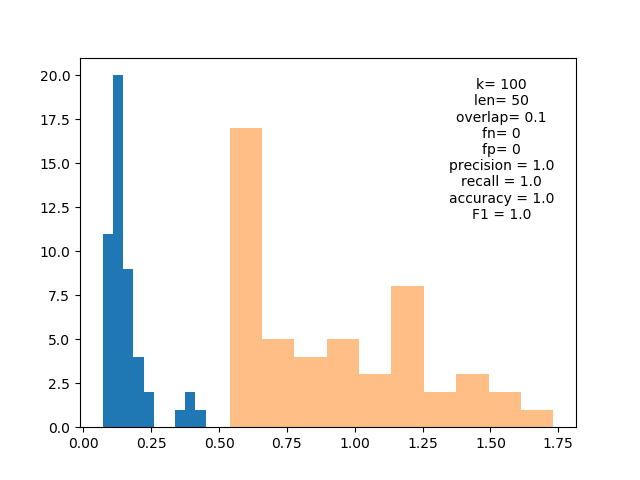 20.0
17.5
15.0
12.5
10.0
7.5
5.0
2.5
0.0
k= 100
len= 50
overlap= 0.1
fn= 0
fp= 0
precision = 1.0
recall = 1.0
accuracy = 1.0
F1 = 1.0
0.00 0.25 0.50 0.75 1.00 1.25 1.50 1.75